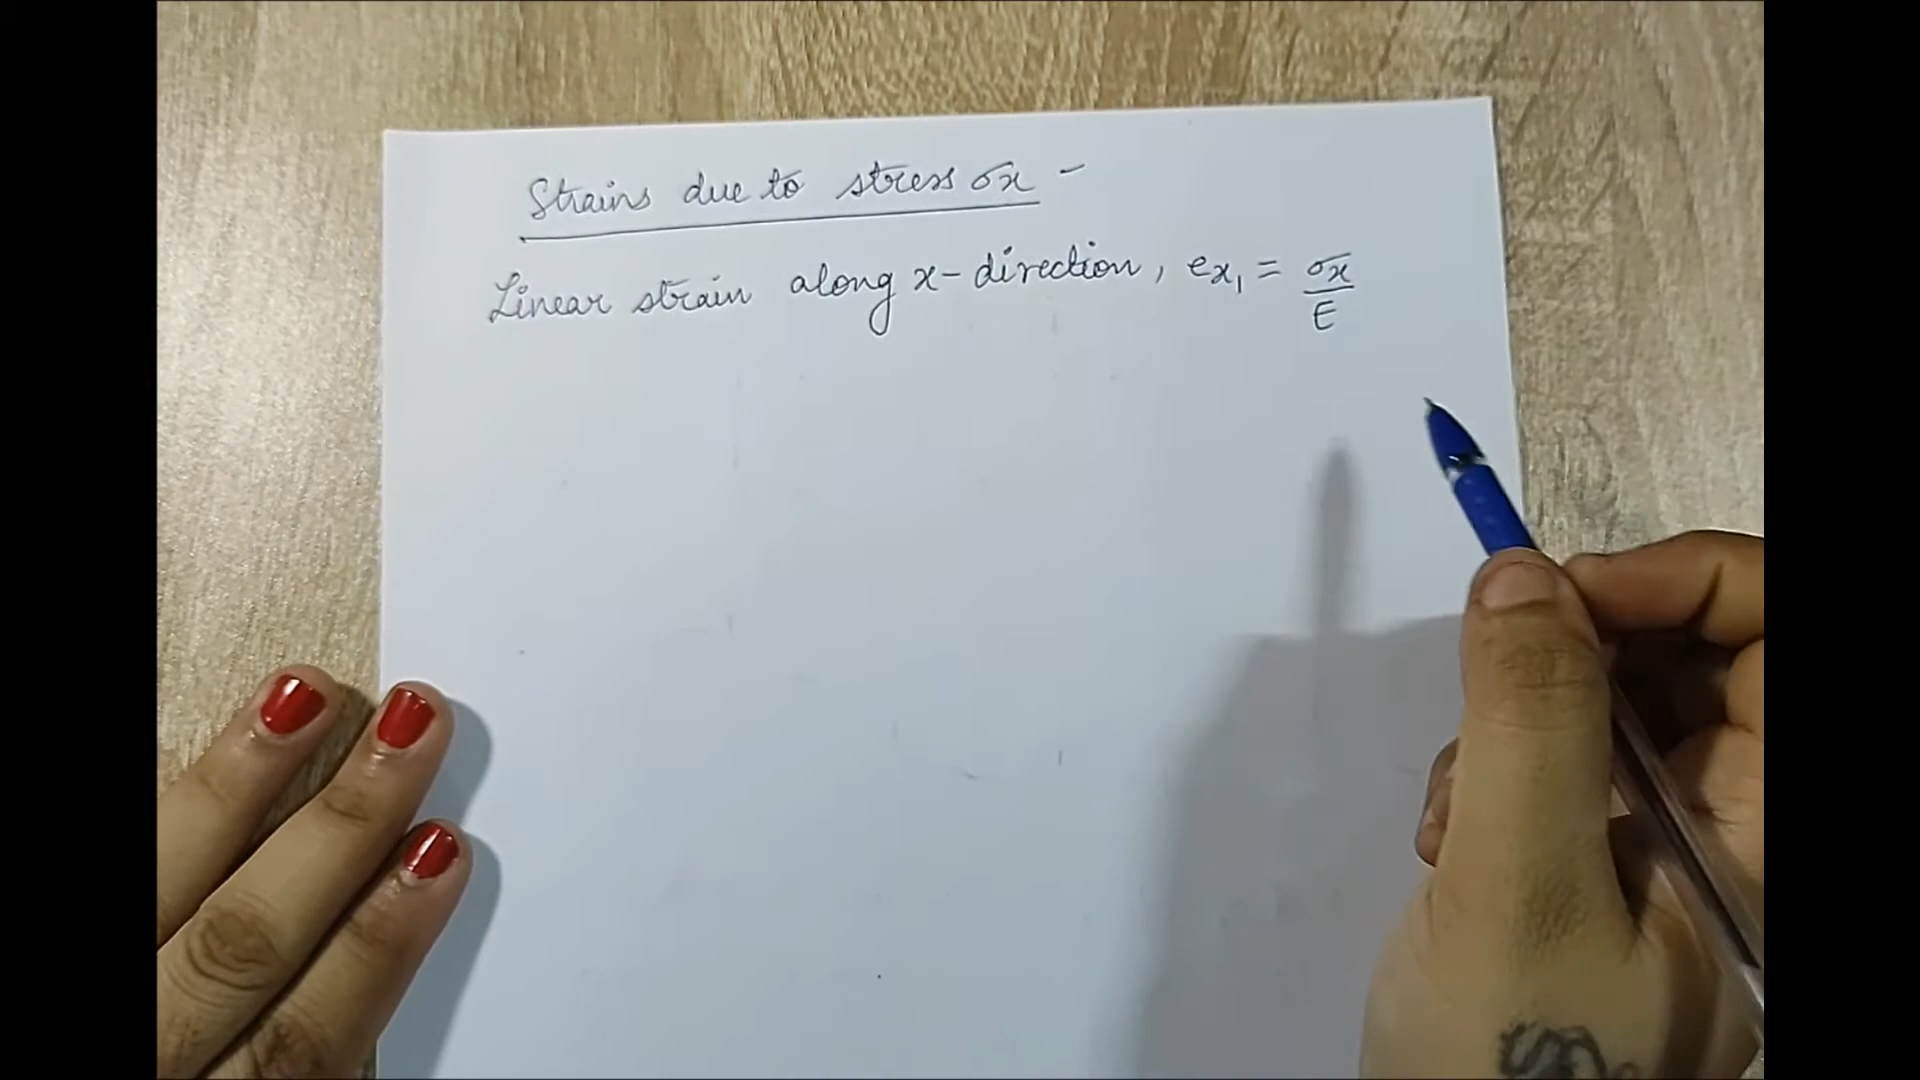 Strains due to stress σx -
Linear strain along x-direction, ex₁ = σx/E